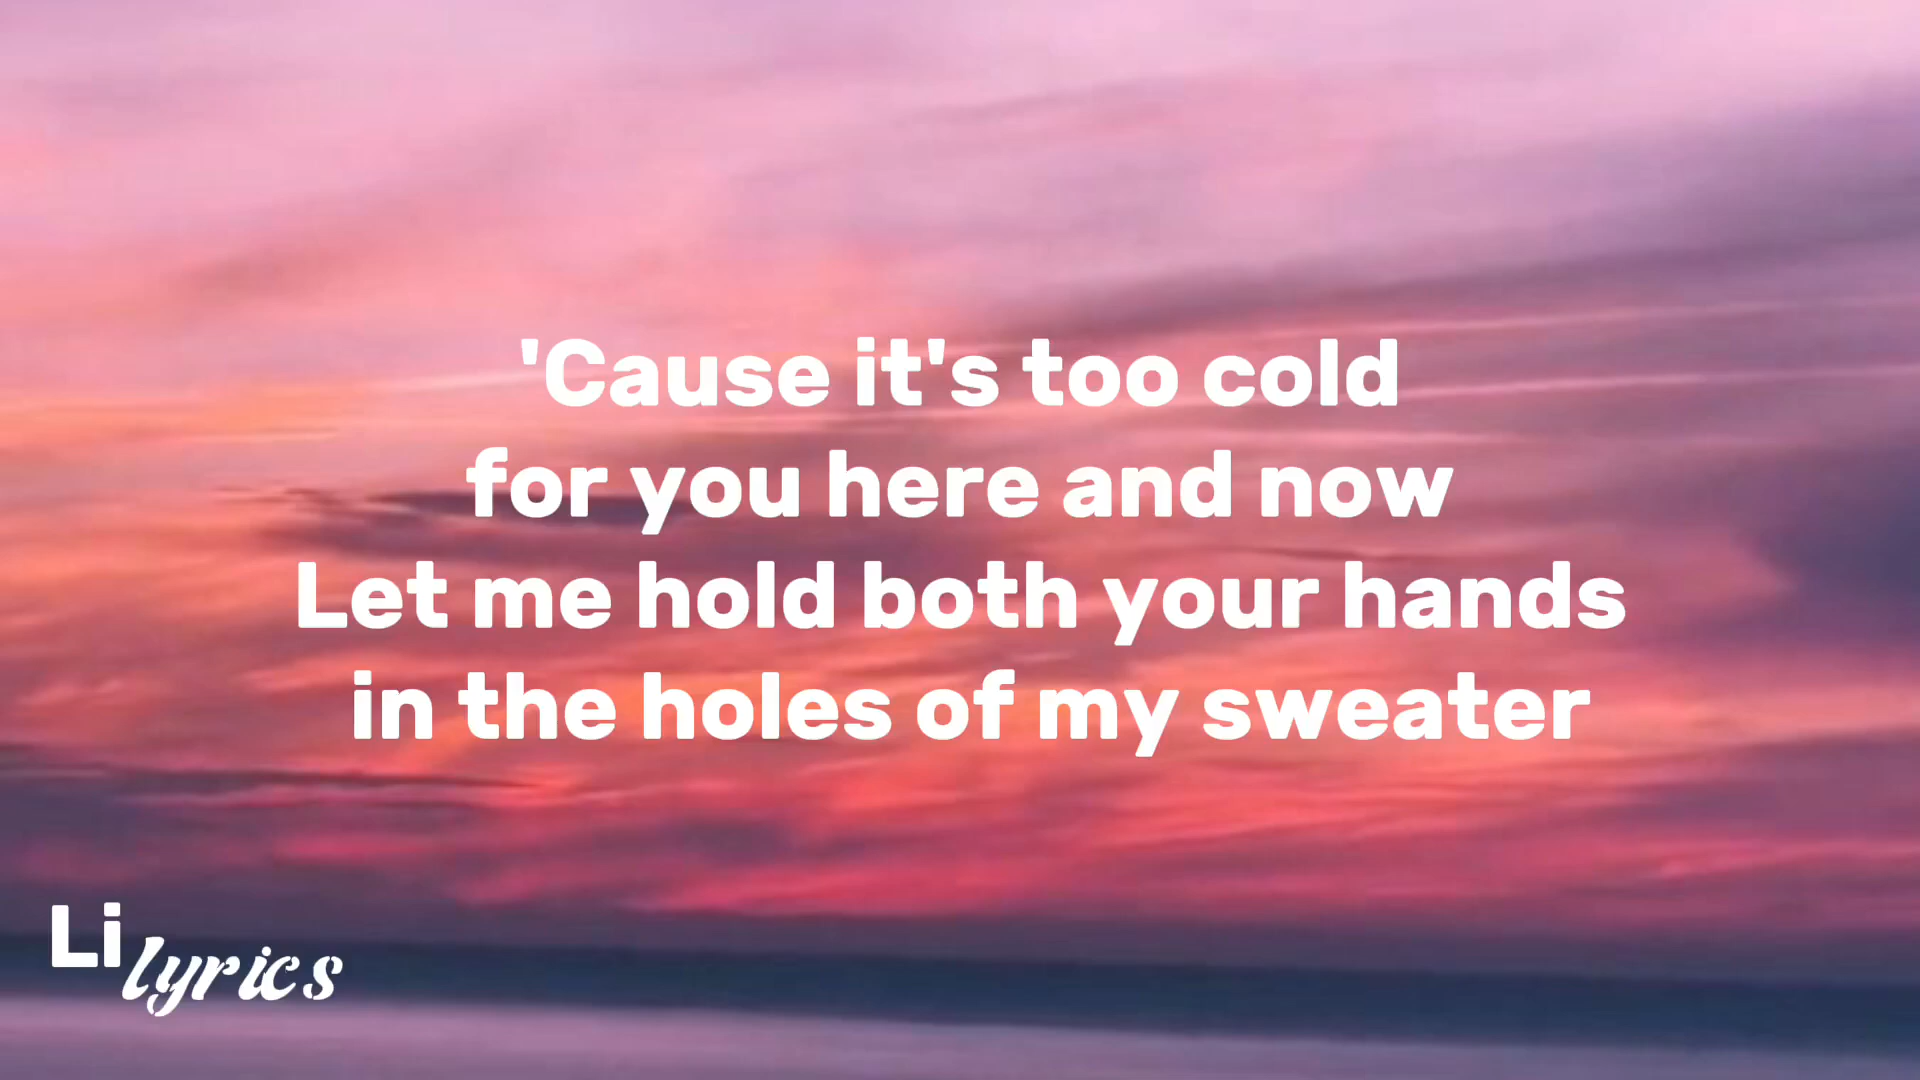 'Cause it's too cold
for you here and now
Let me hold both your hands
in the holes of my sweater
Li lyrics